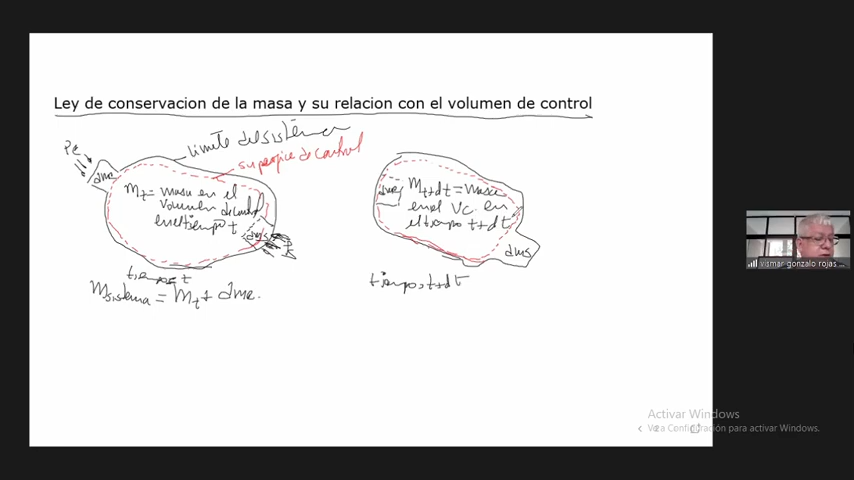 Ley de conservacion de la masa y su relacion con el volumen de control
Limite del sistema
superficie de control
Pe
dme
Mt = masa en el
volumen de control
en el tiempo t
dms
tiempo t
Msistema = Mt + dme.
dme
Mt+dt = masa
en el VC. en
el tiempo t+dt
dms
tiempo t+dt
vismar gonzalo rojas
Activar Windows
Ve a Configuración para activar Windows.
2